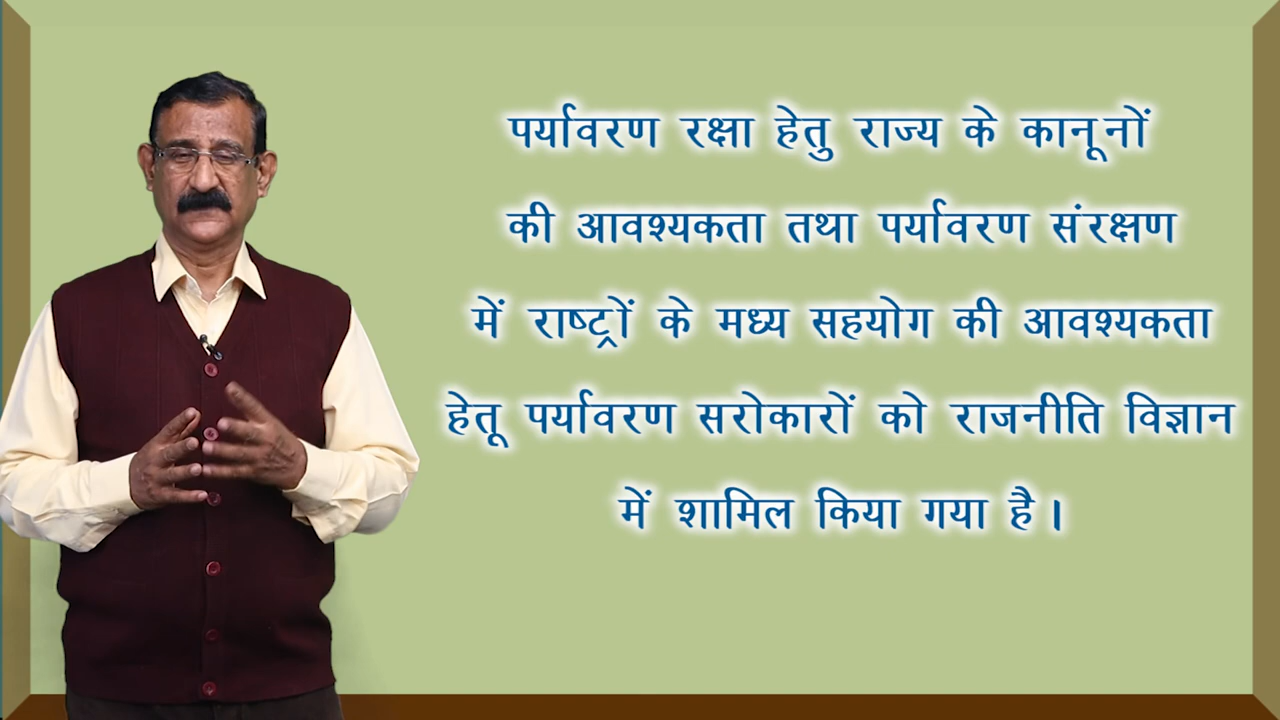 पर्यावरण रक्षा हेतु राज्य के कानूनों
की आवश्यकता तथा पर्यावरण संरक्षण
में राष्ट्रों के मध्य सहयोग की आवश्यकता
हेतू पर्यावरण सरोकारों को राजनीति विज्ञान
में शामिल किया गया है।